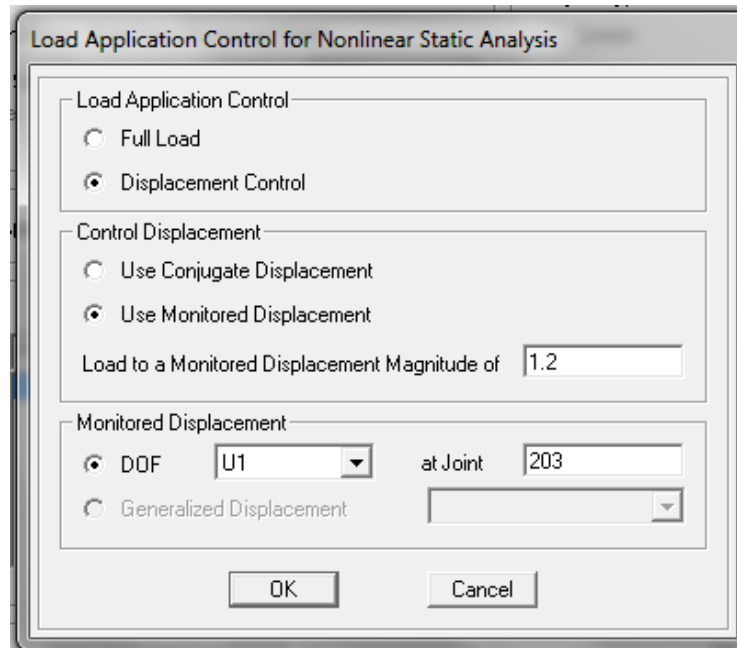 Load Application Control for Nonlinear Static Analysis
Load Application Control
Full Load
Displacement Control
Control Displacement
Use Conjugate Displacement
Use Monitored Displacement
Load to a Monitored Displacement Magnitude of 1.2
Monitored Displacement
DOF U1 at Joint 203
Generalized Displacement
OK Cancel